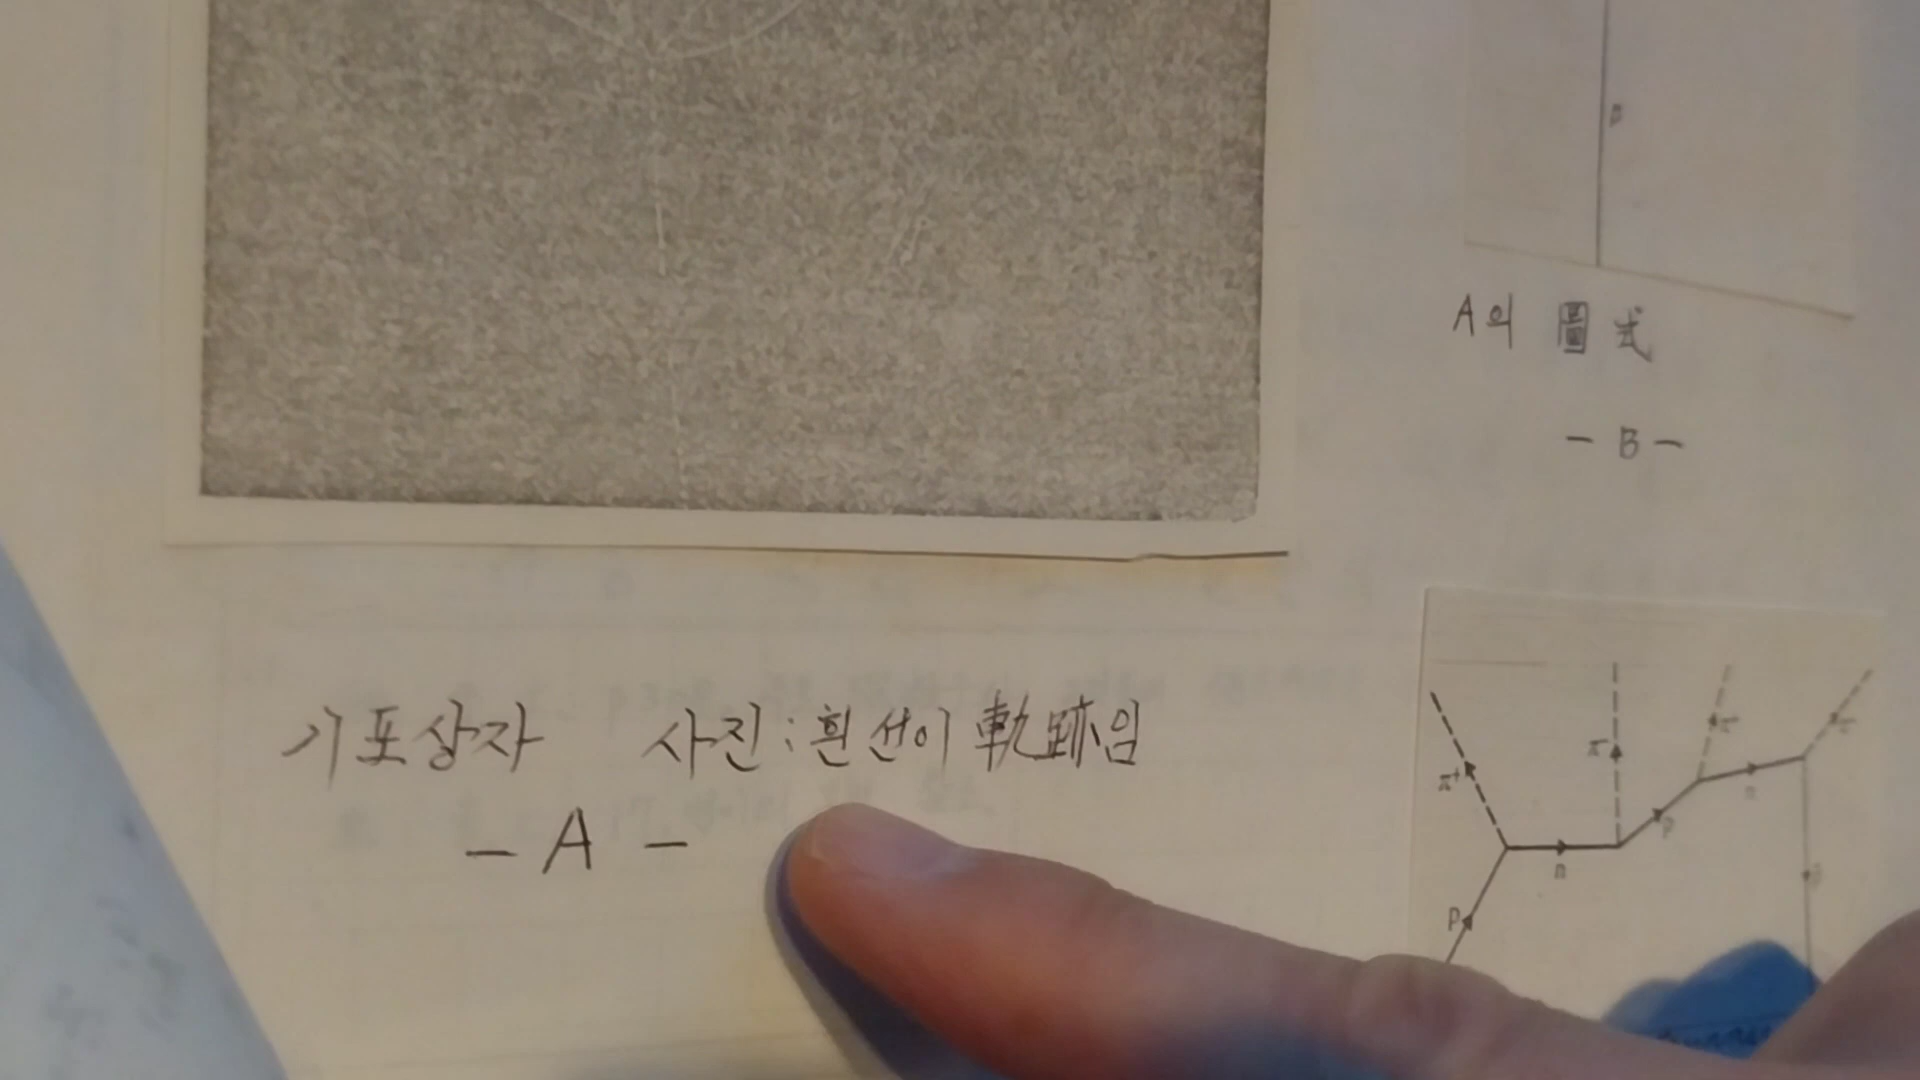 기포상자 사진 : 흰 선이 軌跡임
- A -
A의 圖式
- B -
π+
π-
π-
π-
p
n
p
n